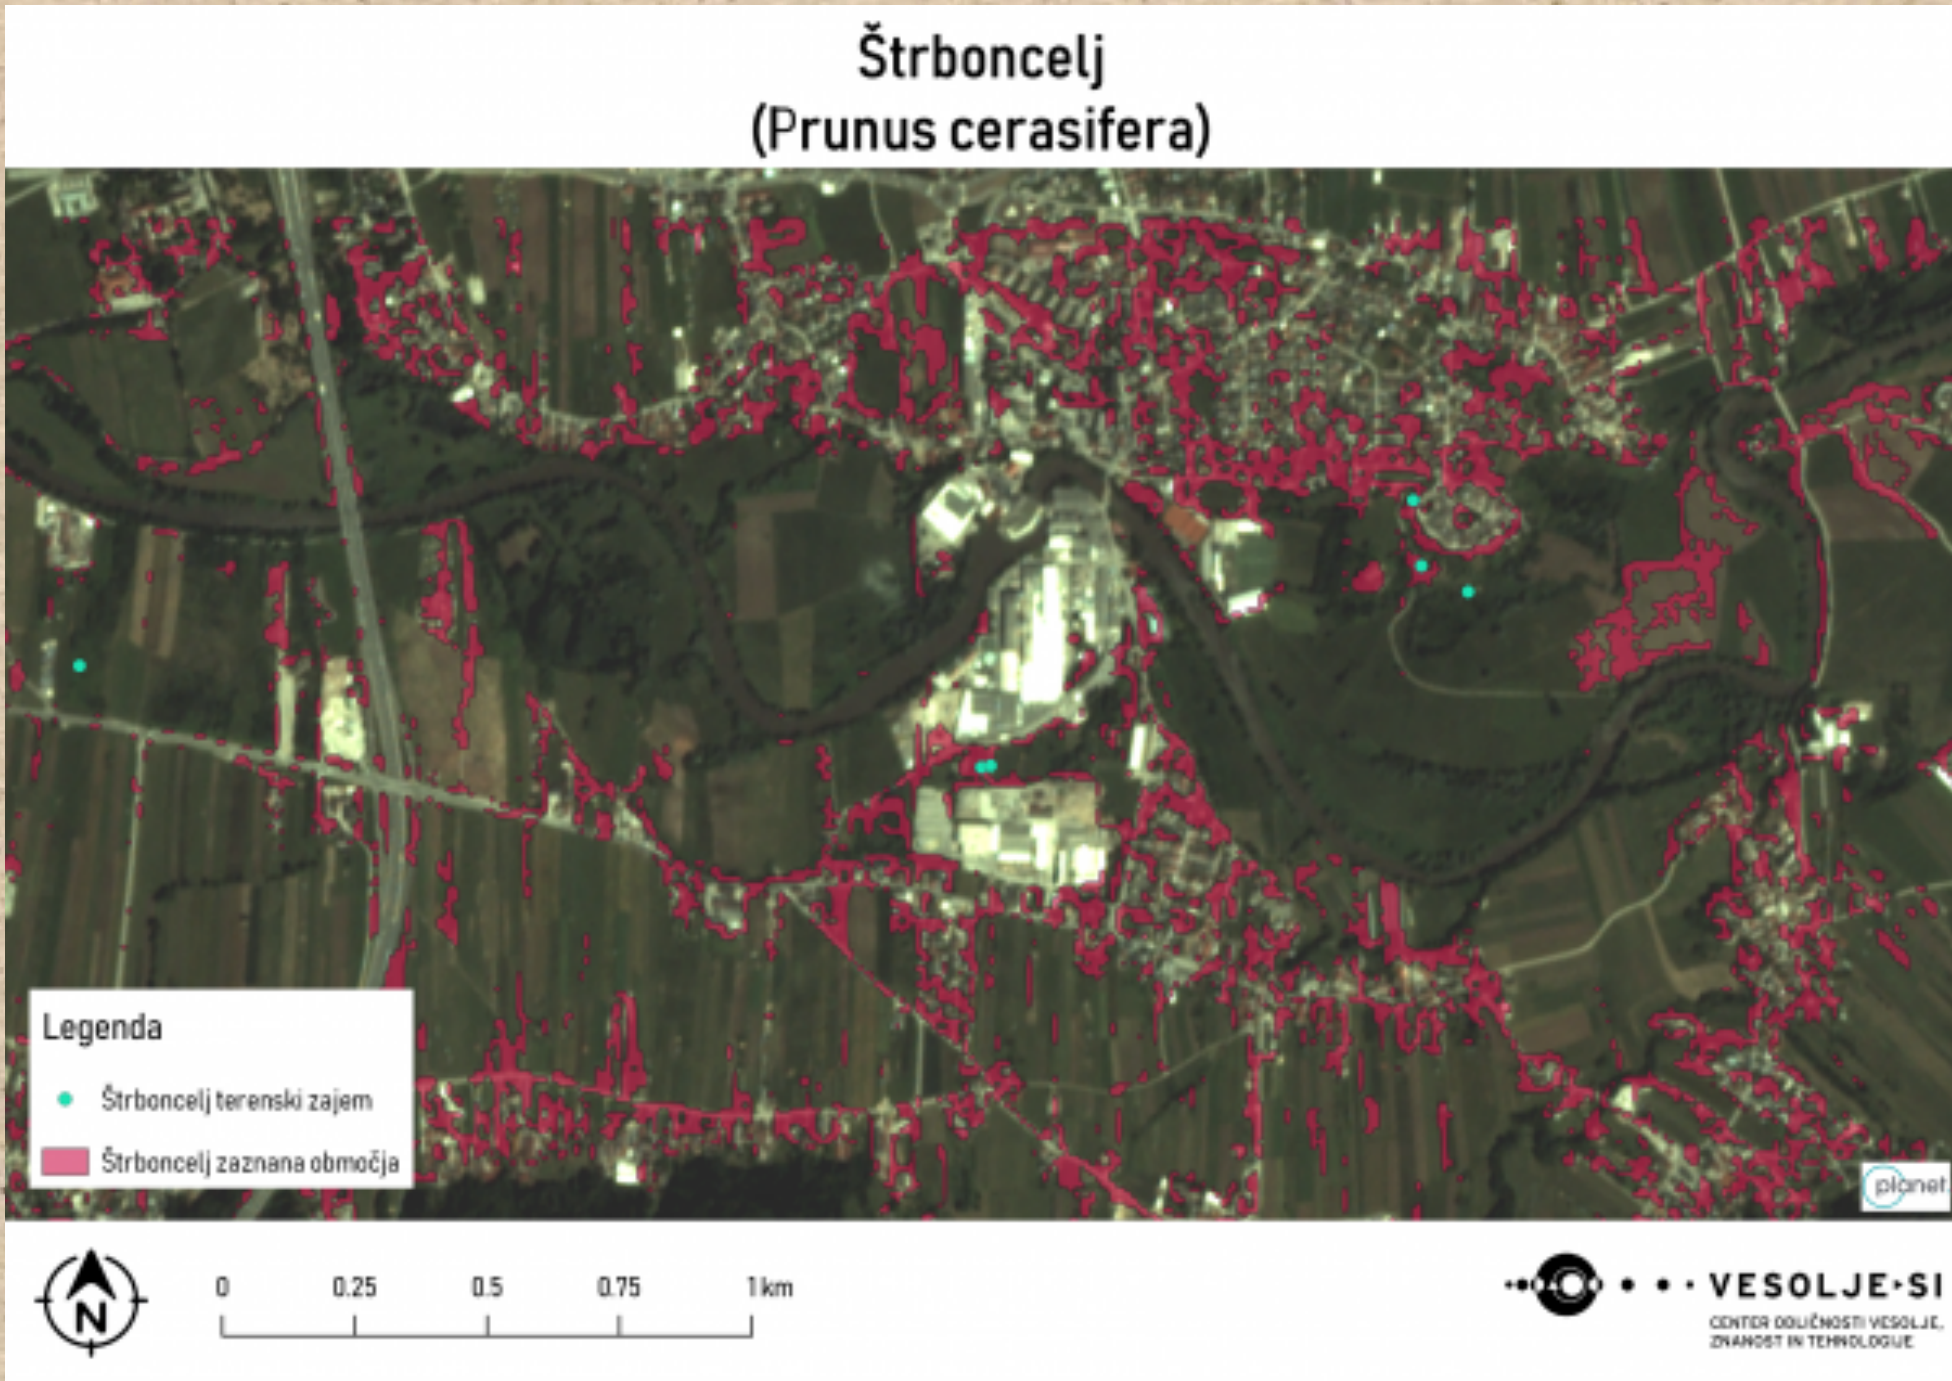 Štrboncelj
(Prunus cerasifera)
Legenda
Štrboncelj terenski zajem
Štrboncelj zaznana območja
planet.
N
0 0.25 0.5 0.75 1 km
VESOLJE•SI
CENTER ODLIČNOSTI VESOLJE,
ZNANOST IN TEHNOLOGIJE